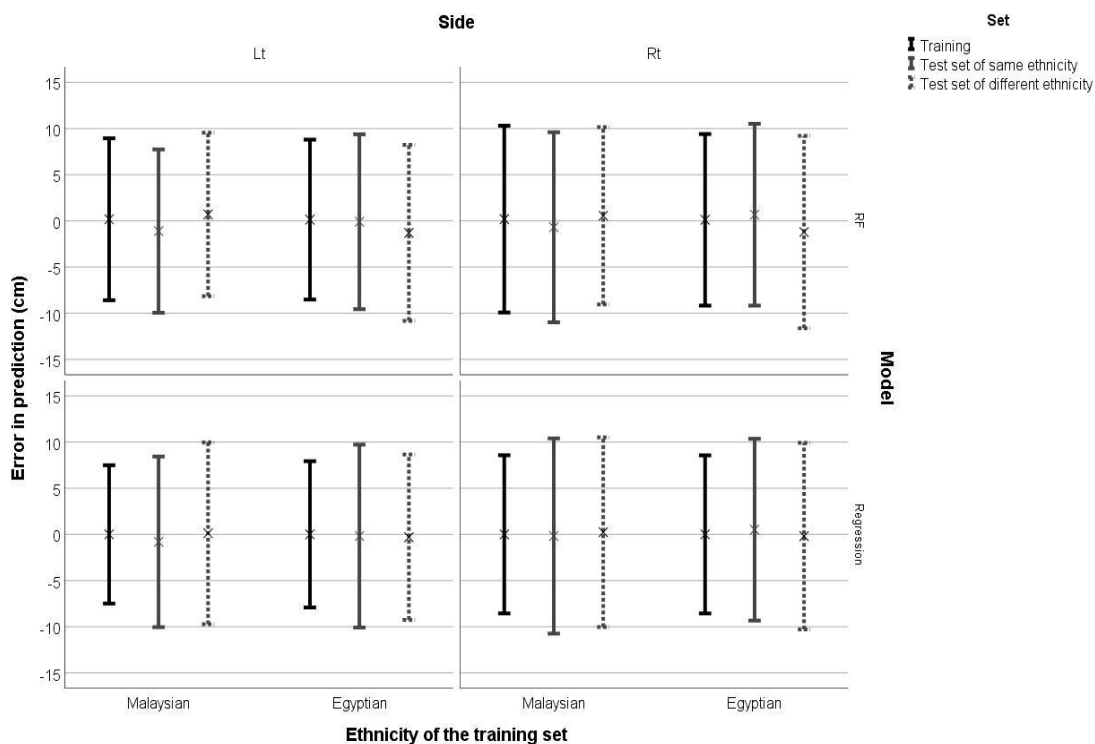 Side
Set
Lt
Rt
Training
Test set of same ethnicity
Test set of different ethnicity
Error in prediction (cm)
15
10
5
0
-5
-10
-15
RF
15
10
5
0
-5
-10
-15
Regression
Model
Malaysian
Egyptian
Malaysian
Egyptian
Ethnicity of the training set